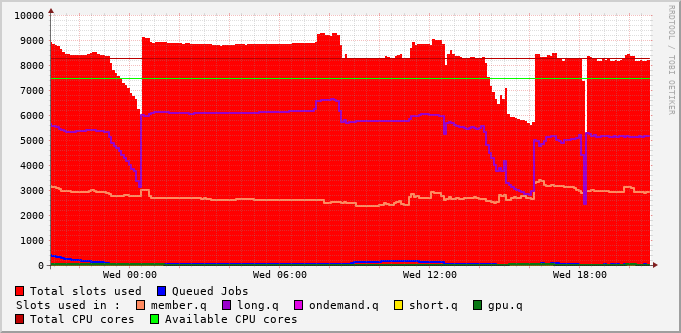 10000
9000
8000
7000
6000
5000
4000
3000
2000
1000
0
Wed 00:00 Wed 06:00 Wed 12:00 Wed 18:00
RRDTOOL / TOBI OETIKER
Total slots used Queued Jobs
Slots used in : member.q long.q ondemand.q short.q gpu.q
Total CPU cores Available CPU cores